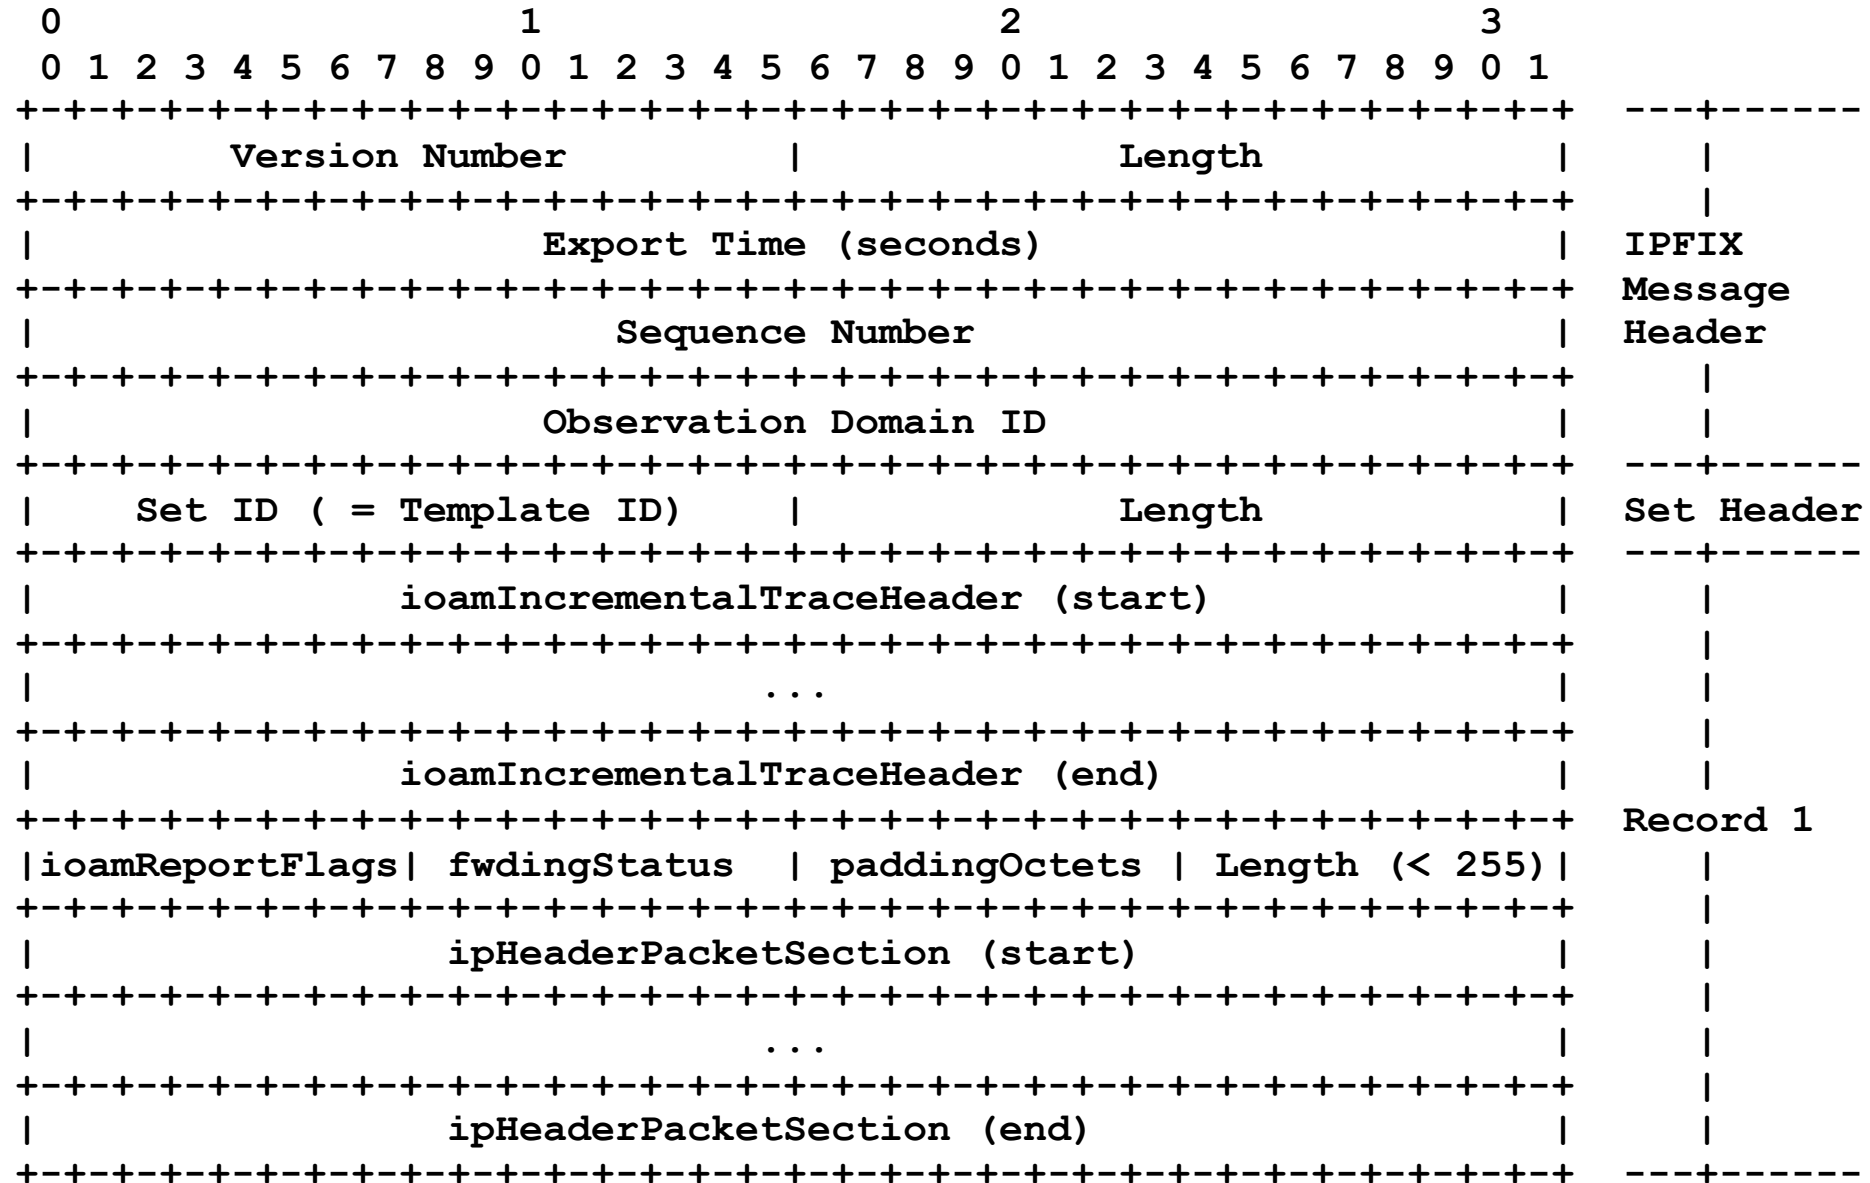 0                   1                   2                   3
 0 1 2 3 4 5 6 7 8 9 0 1 2 3 4 5 6 7 8 9 0 1 2 3 4 5 6 7 8 9 0 1
+-+-+-+-+-+-+-+-+-+-+-+-+-+-+-+-+-+-+-+-+-+-+-+-+-+-+-+-+-+-+-+-+  ---+------
|        Version Number         |             Length            |     |
+-+-+-+-+-+-+-+-+-+-+-+-+-+-+-+-+-+-+-+-+-+-+-+-+-+-+-+-+-+-+-+-+     |
|                     Export Time (seconds)                     |  IPFIX
+-+-+-+-+-+-+-+-+-+-+-+-+-+-+-+-+-+-+-+-+-+-+-+-+-+-+-+-+-+-+-+-+  Message
|                        Sequence Number                        |  Header
+-+-+-+-+-+-+-+-+-+-+-+-+-+-+-+-+-+-+-+-+-+-+-+-+-+-+-+-+-+-+-+-+     |
|                     Observation Domain ID                     |     |
+-+-+-+-+-+-+-+-+-+-+-+-+-+-+-+-+-+-+-+-+-+-+-+-+-+-+-+-+-+-+-+-+  ---+------
|    Set ID ( = Template ID)    |             Length            |  Set Header
+-+-+-+-+-+-+-+-+-+-+-+-+-+-+-+-+-+-+-+-+-+-+-+-+-+-+-+-+-+-+-+-+  ---+------
|               ioamIncrementalTraceHeader (start)              |     |
+-+-+-+-+-+-+-+-+-+-+-+-+-+-+-+-+-+-+-+-+-+-+-+-+-+-+-+-+-+-+-+-+     |
|                              ...                              |     |
+-+-+-+-+-+-+-+-+-+-+-+-+-+-+-+-+-+-+-+-+-+-+-+-+-+-+-+-+-+-+-+-+     |
|               ioamIncrementalTraceHeader (end)                |     |
+-+-+-+-+-+-+-+-+-+-+-+-+-+-+-+-+-+-+-+-+-+-+-+-+-+-+-+-+-+-+-+-+  Record 1
|ioamReportFlags| fwdingStatus  | paddingOctets | Length (< 255)|     |
+-+-+-+-+-+-+-+-+-+-+-+-+-+-+-+-+-+-+-+-+-+-+-+-+-+-+-+-+-+-+-+-+     |
|                 ipHeaderPacketSection (start)                 |     |
+-+-+-+-+-+-+-+-+-+-+-+-+-+-+-+-+-+-+-+-+-+-+-+-+-+-+-+-+-+-+-+-+     |
|                              ...                              |     |
+-+-+-+-+-+-+-+-+-+-+-+-+-+-+-+-+-+-+-+-+-+-+-+-+-+-+-+-+-+-+-+-+     |
|                 ipHeaderPacketSection (end)                   |     |
+-+-+-+-+-+-+-+-+-+-+-+-+-+-+-+-+-+-+-+-+-+-+-+-+-+-+-+-+-+-+-+-+  ---+------